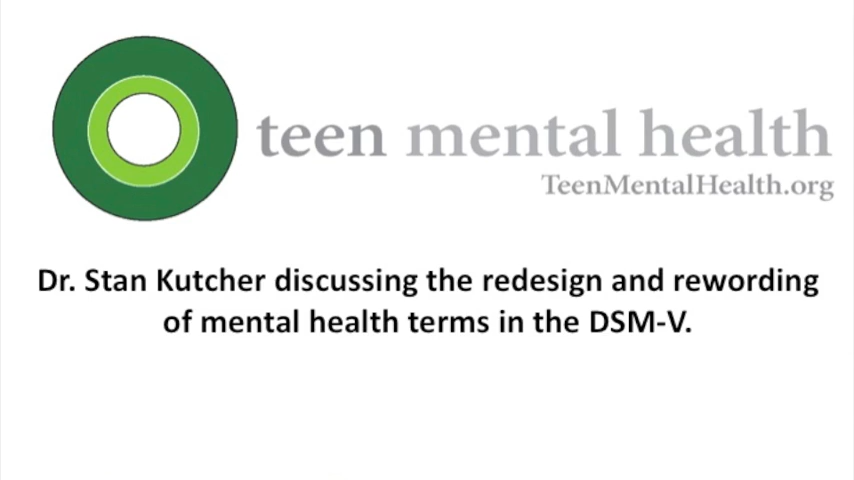 teen mental health
TeenMentalHealth.org
Dr. Stan Kutcher discussing the redesign and rewording
of mental health terms in the DSM-V.